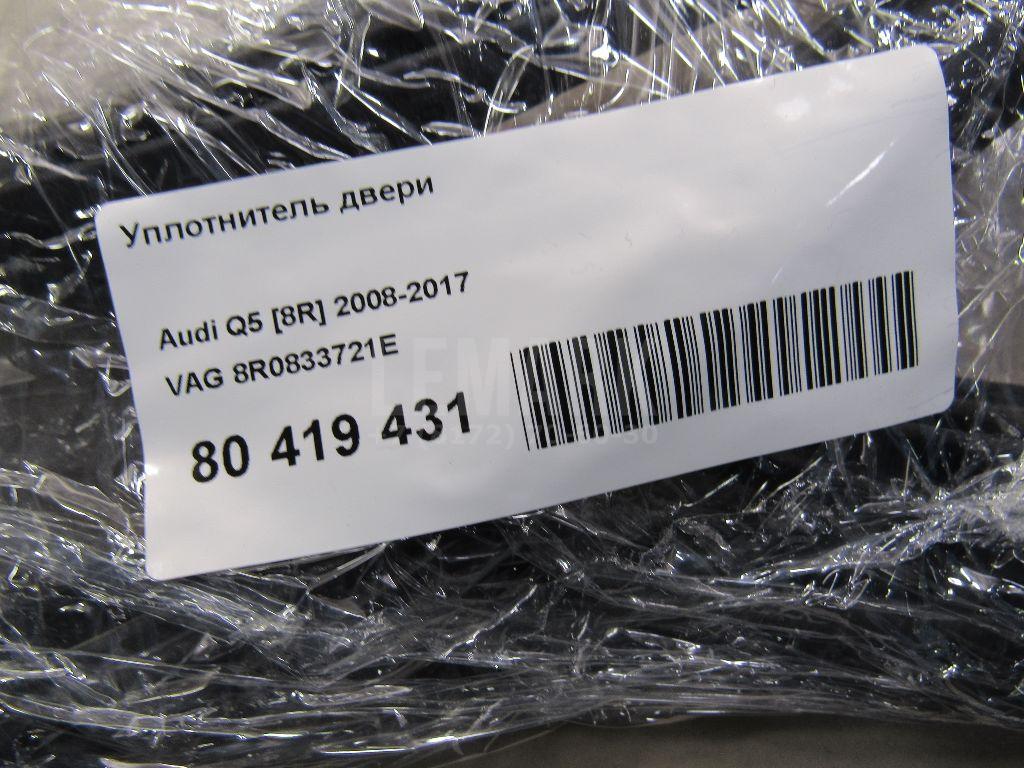 Уплотнитель двери
Audi Q5 [8R] 2008-2017
VAG 8R0833721E
80 419 431